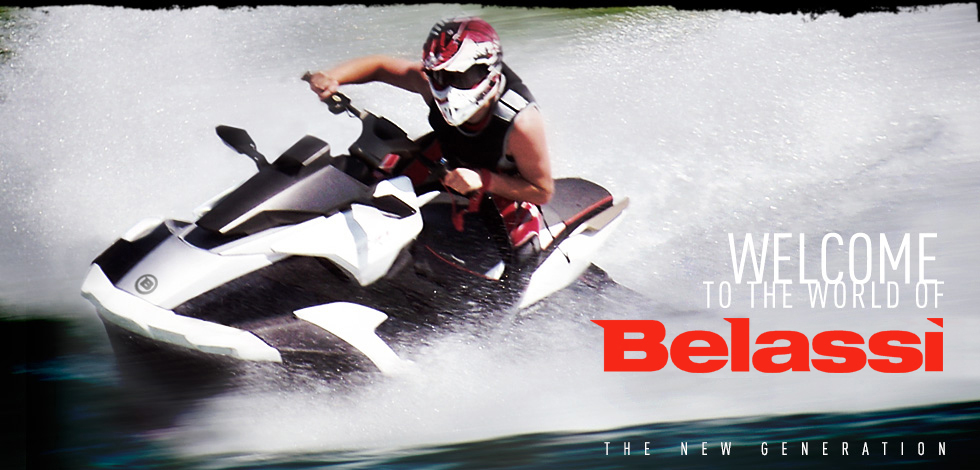 WELCOME
TO THE WORLD OF
Belassi
THE NEW GENERATION